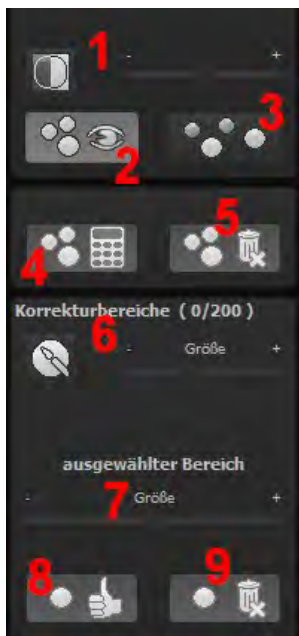 1
- +
3
2
5
4
Korrekturbereiche ( 0/200 )
6
- Größe +
ausgewählter Bereich
- Größe +
7
8
9